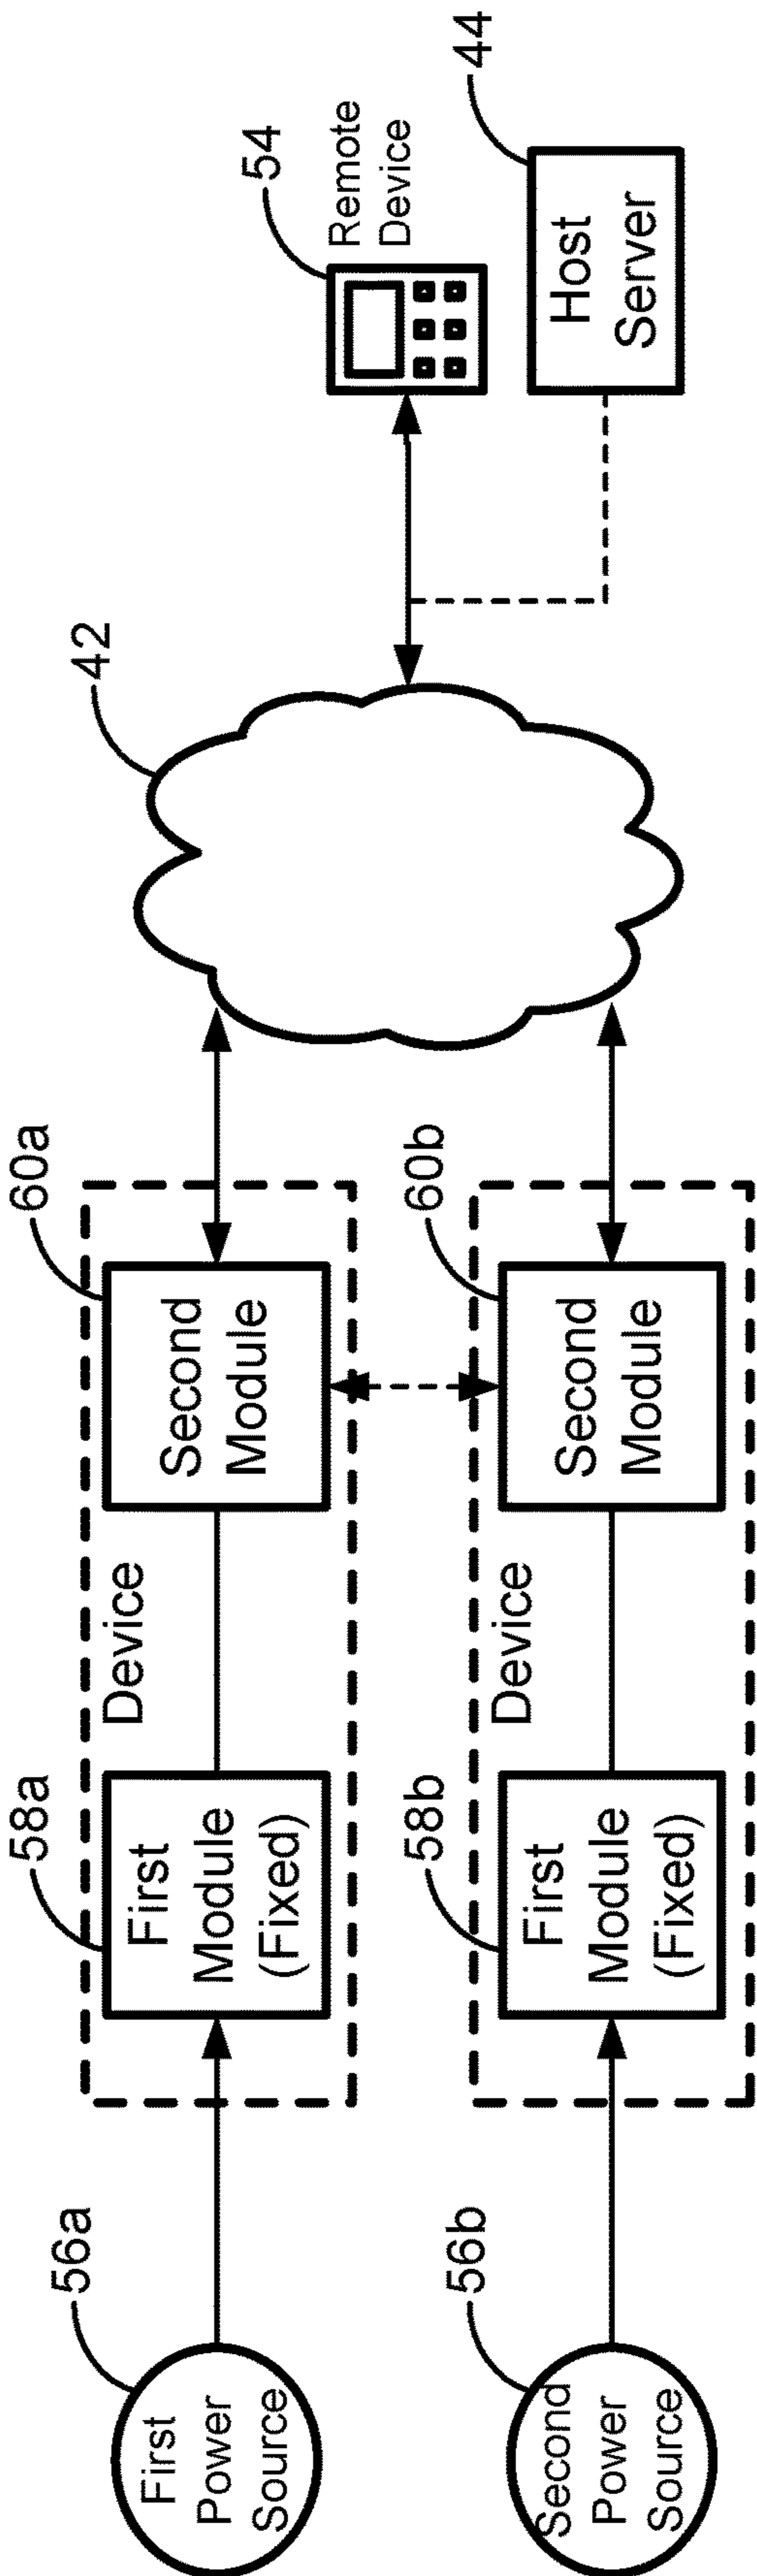 56a
First
Power
Source
58a
First
Module
(Fixed)
Device
60a
Second
Module
56b
Second
Power
Source
58b
First
Module
(Fixed)
Device
60b
Second
Module
42
54
Remote
Device
44
Host
Server